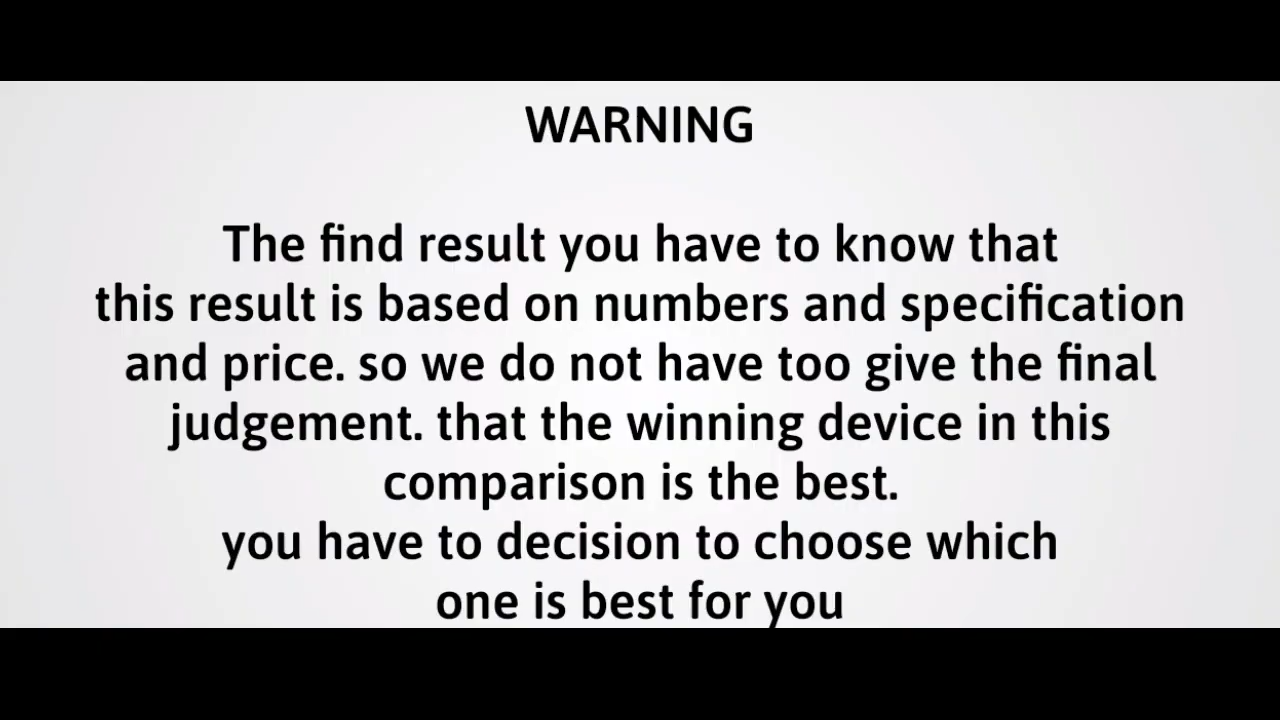 WARNING
The find result you have to know that
this result is based on numbers and specification
and price. so we do not have too give the final
judgement. that the winning device in this
comparison is the best.
you have to decision to choose which
one is best for you